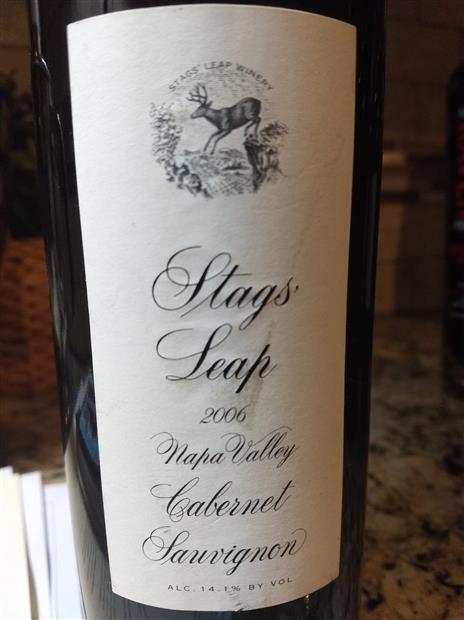 STAGS' LEAP WINERY
Stags'
Leap
2006
Napa Valley
Cabernet
Sauvignon
ALC. 14.1% BY VOL.